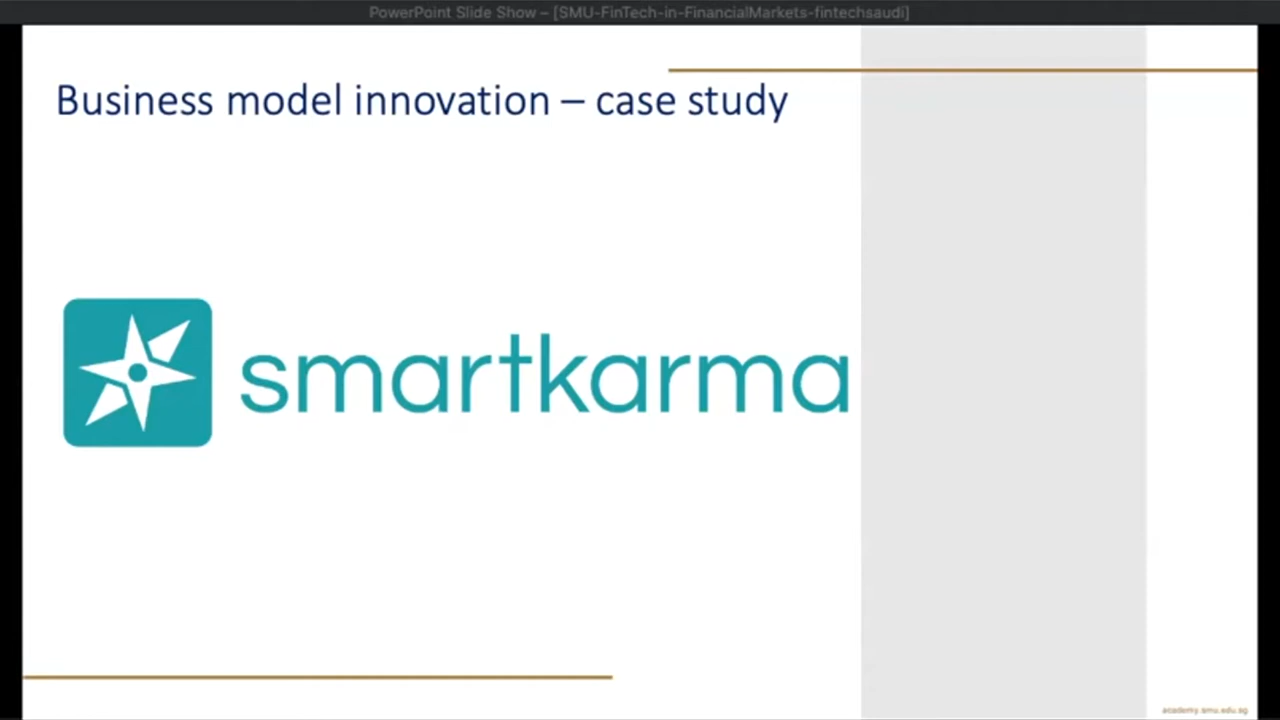 PowerPoint Slide Show – [SMU-FinTech-in-FinancialMarkets-fintechsaudi]
Business model innovation – case study
smartkarma
academy.smu.edu.sg